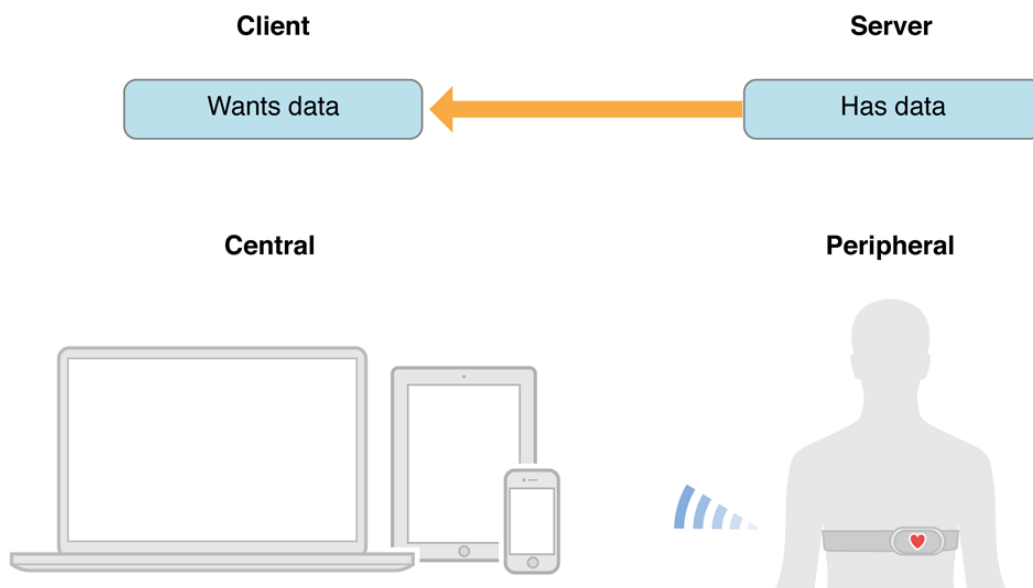 Client
Server
Wants data
Has data
Central
Peripheral